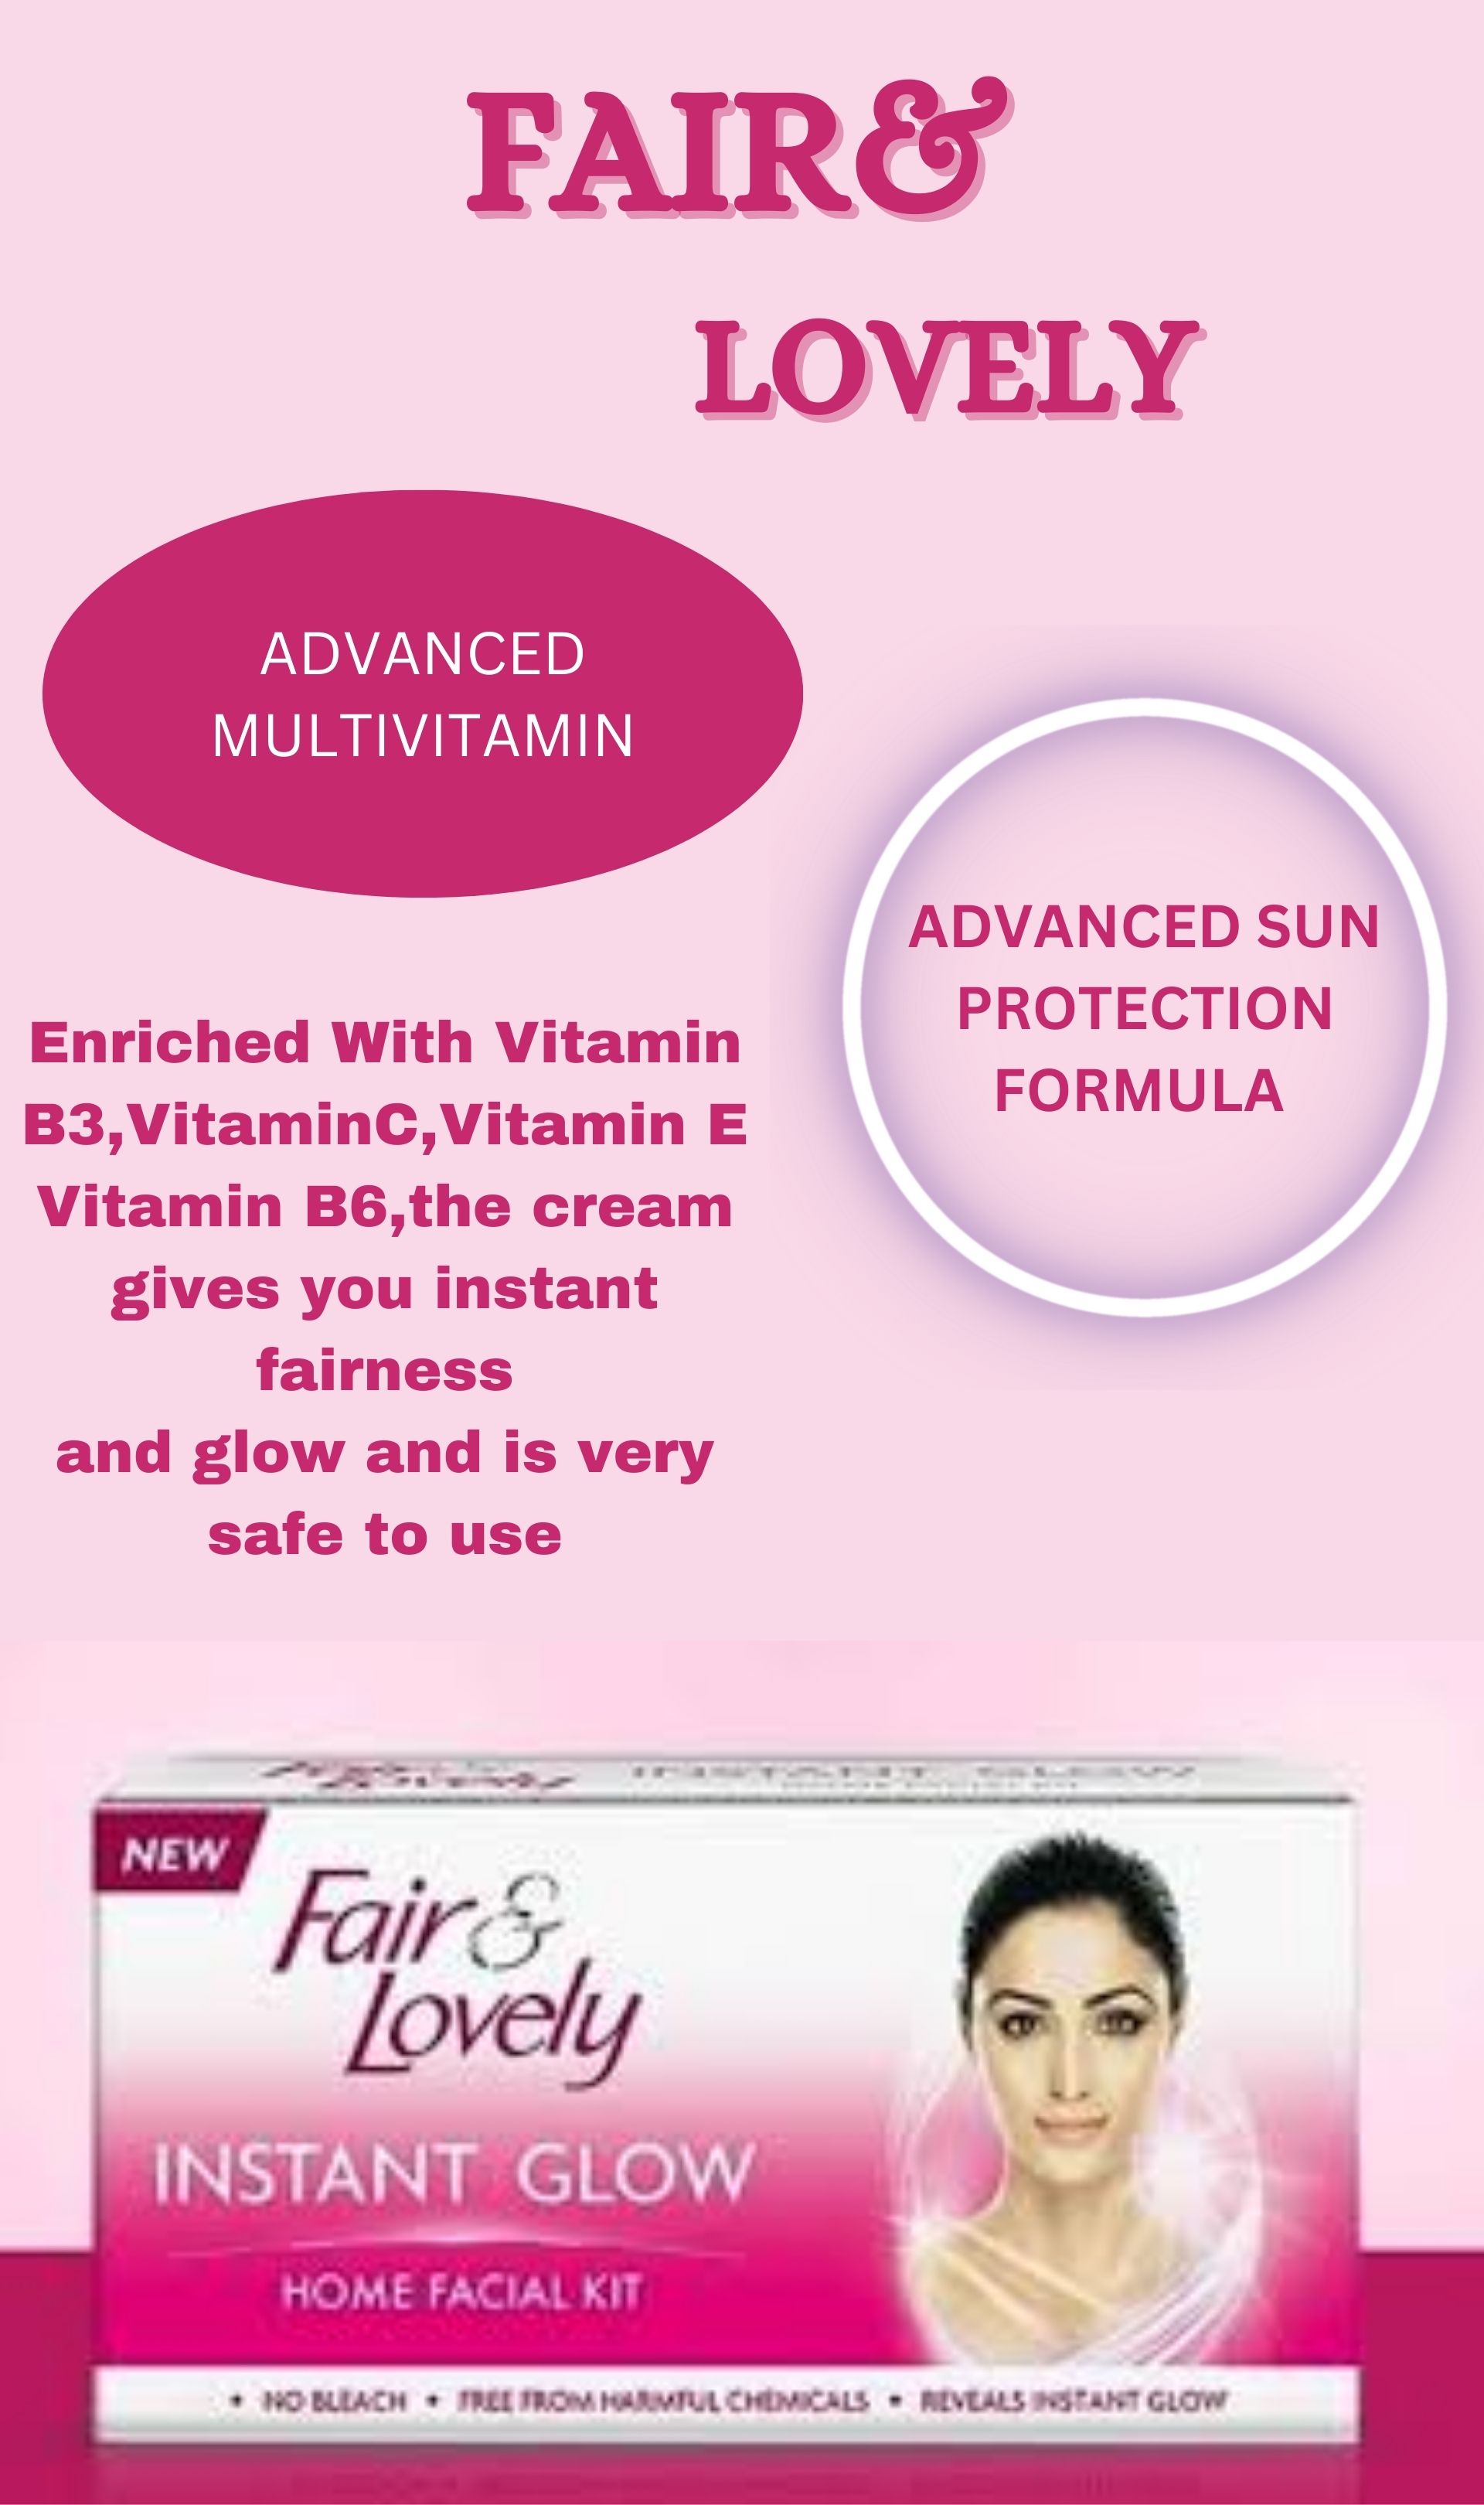 FAIR&
LOVELY
ADVANCED
MULTIVITAMIN
ADVANCED SUN
PROTECTION
FORMULA
Enriched With Vitamin
B3,VitaminC,Vitamin E
Vitamin B6,the cream
gives you instant
fairness
and glow and is very
safe to use
INSTANT GLOW
NEW
Fair &
Lovely
INSTANT GLOW
HOME FACIAL KIT
• NO BLEACH • FREE FROM HARMFUL CHEMICALS • REVEALS INSTANT GLOW